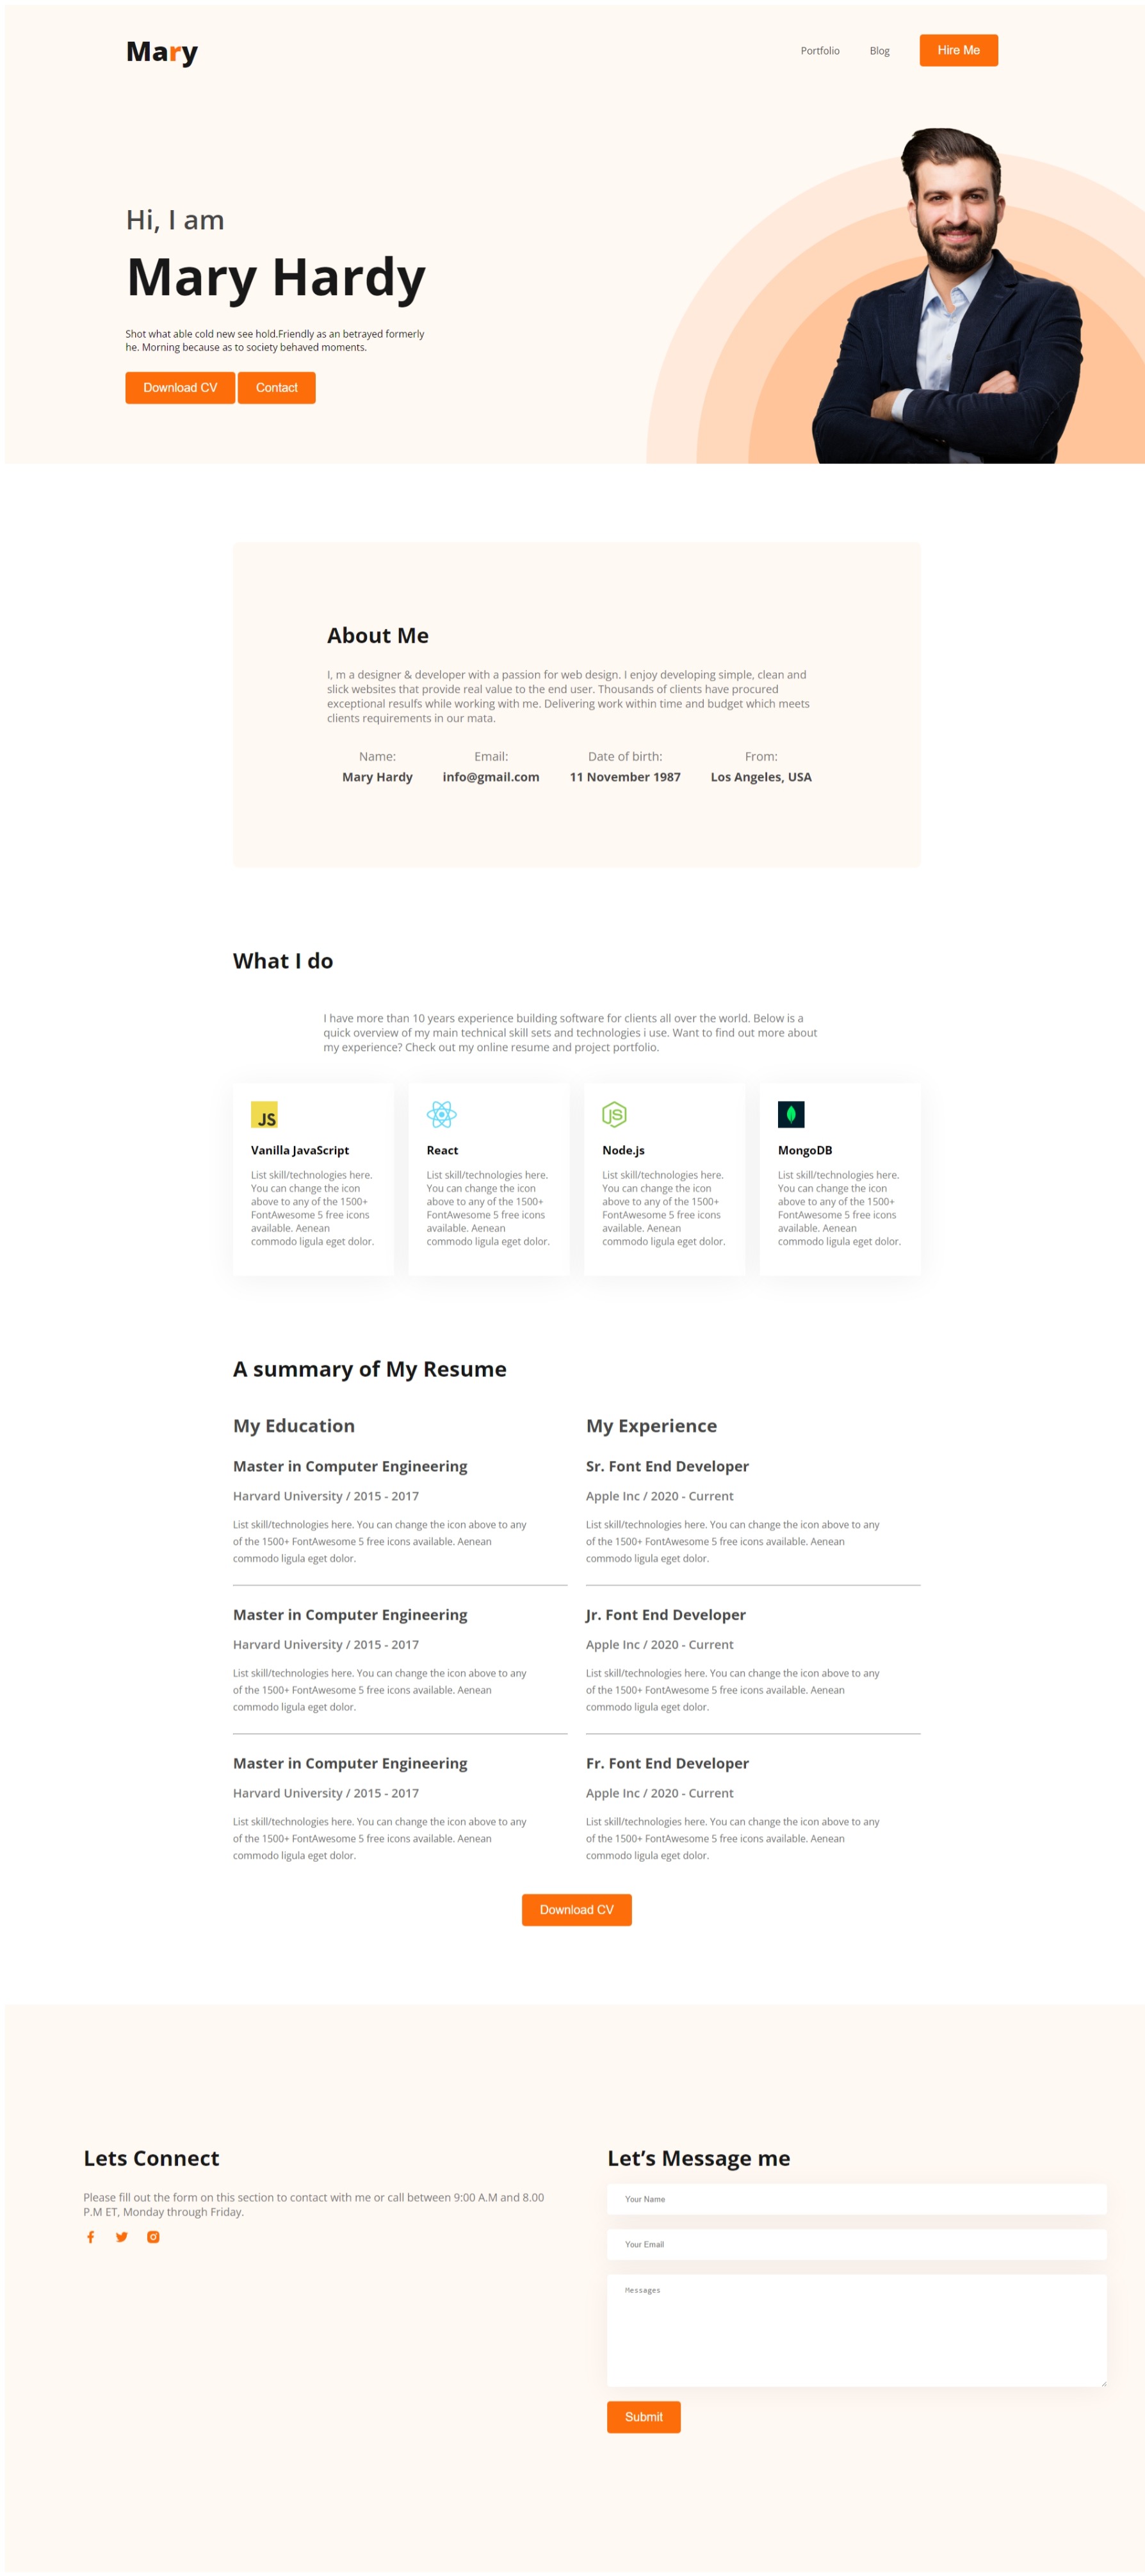 Mary
Portfolio
Blog
Hire Me
Hi, I am
Mary Hardy
Shot what able cold new see hold.Friendly as an betrayed formerly
he. Morning because as to society behaved moments.
Download CV
Contact
About Me
I, m a designer & developer with a passion for web design. I enjoy developing simple, clean and
slick websites that provide real value to the end user. Thousands of clients have procured
exceptional resulfs while working with me. Delivering work within time and budget which meets
clients requirements in our mata.
Name:
Mary Hardy
Email:
info@gmail.com
Date of birth:
11 November 1987
From:
Los Angeles, USA
What I do
I have more than 10 years experience building software for clients all over the world. Below is a
quick overview of my main technical skill sets and technologies i use. Want to find out more about
my experience? Check out my online resume and project portfolio.
JS
Vanilla JavaScript
List skill/technologies here.
You can change the icon
above to any of the 1500+
FontAwesome 5 free icons
available. Aenean
commodo ligula eget dolor.
React
List skill/technologies here.
You can change the icon
above to any of the 1500+
FontAwesome 5 free icons
available. Aenean
commodo ligula eget dolor.
JS
Node.js
List skill/technologies here.
You can change the icon
above to any of the 1500+
FontAwesome 5 free icons
available. Aenean
commodo ligula eget dolor.
MongoDB
List skill/technologies here.
You can change the icon
above to any of the 1500+
FontAwesome 5 free icons
available. Aenean
commodo ligula eget dolor.
A summary of My Resume
My Education
Master in Computer Engineering
Harvard University / 2015 - 2017
List skill/technologies here. You can change the icon above to any
of the 1500+ FontAwesome 5 free icons available. Aenean
commodo ligula eget dolor.
Master in Computer Engineering
Harvard University / 2015 - 2017
List skill/technologies here. You can change the icon above to any
of the 1500+ FontAwesome 5 free icons available. Aenean
commodo ligula eget dolor.
Master in Computer Engineering
Harvard University / 2015 - 2017
List skill/technologies here. You can change the icon above to any
of the 1500+ FontAwesome 5 free icons available. Aenean
commodo ligula eget dolor.
My Experience
Sr. Font End Developer
Apple Inc / 2020 - Current
List skill/technologies here. You can change the icon above to any
of the 1500+ FontAwesome 5 free icons available. Aenean
commodo ligula eget dolor.
Jr. Font End Developer
Apple Inc / 2020 - Current
List skill/technologies here. You can change the icon above to any
of the 1500+ FontAwesome 5 free icons available. Aenean
commodo ligula eget dolor.
Fr. Font End Developer
Apple Inc / 2020 - Current
List skill/technologies here. You can change the icon above to any
of the 1500+ FontAwesome 5 free icons available. Aenean
commodo ligula eget dolor.
Download CV
Lets Connect
Please fill out the form on this section to contact with me or call between 9:00 A.M and 8.00
P.M ET, Monday through Friday.
Let’s Message me
Your Name
Your Email
Messages
Submit